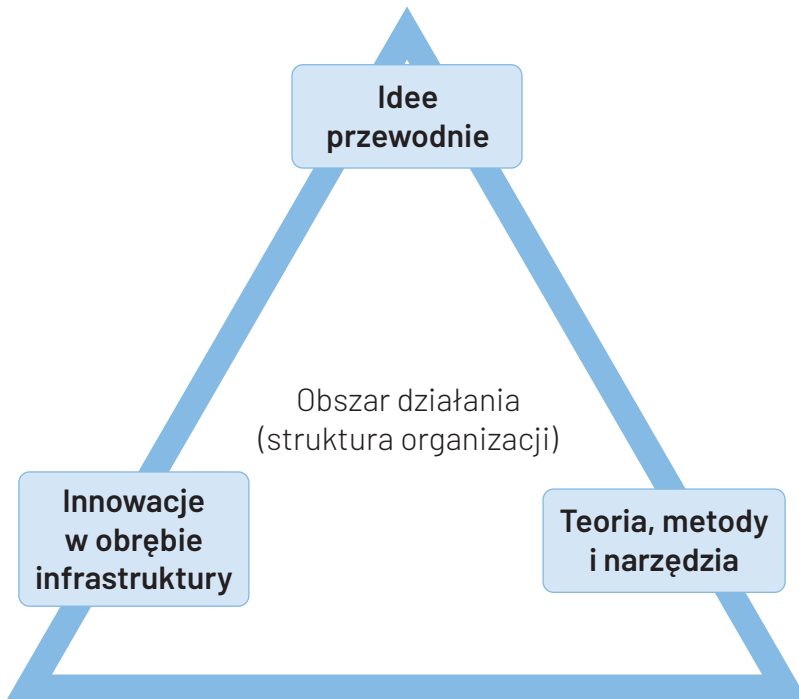 Idee
przewodnie
Obszar działania
(struktura organizacji)
Innowacje
w obrębie
infrastruktury
Teoria, metody
i narzędzia